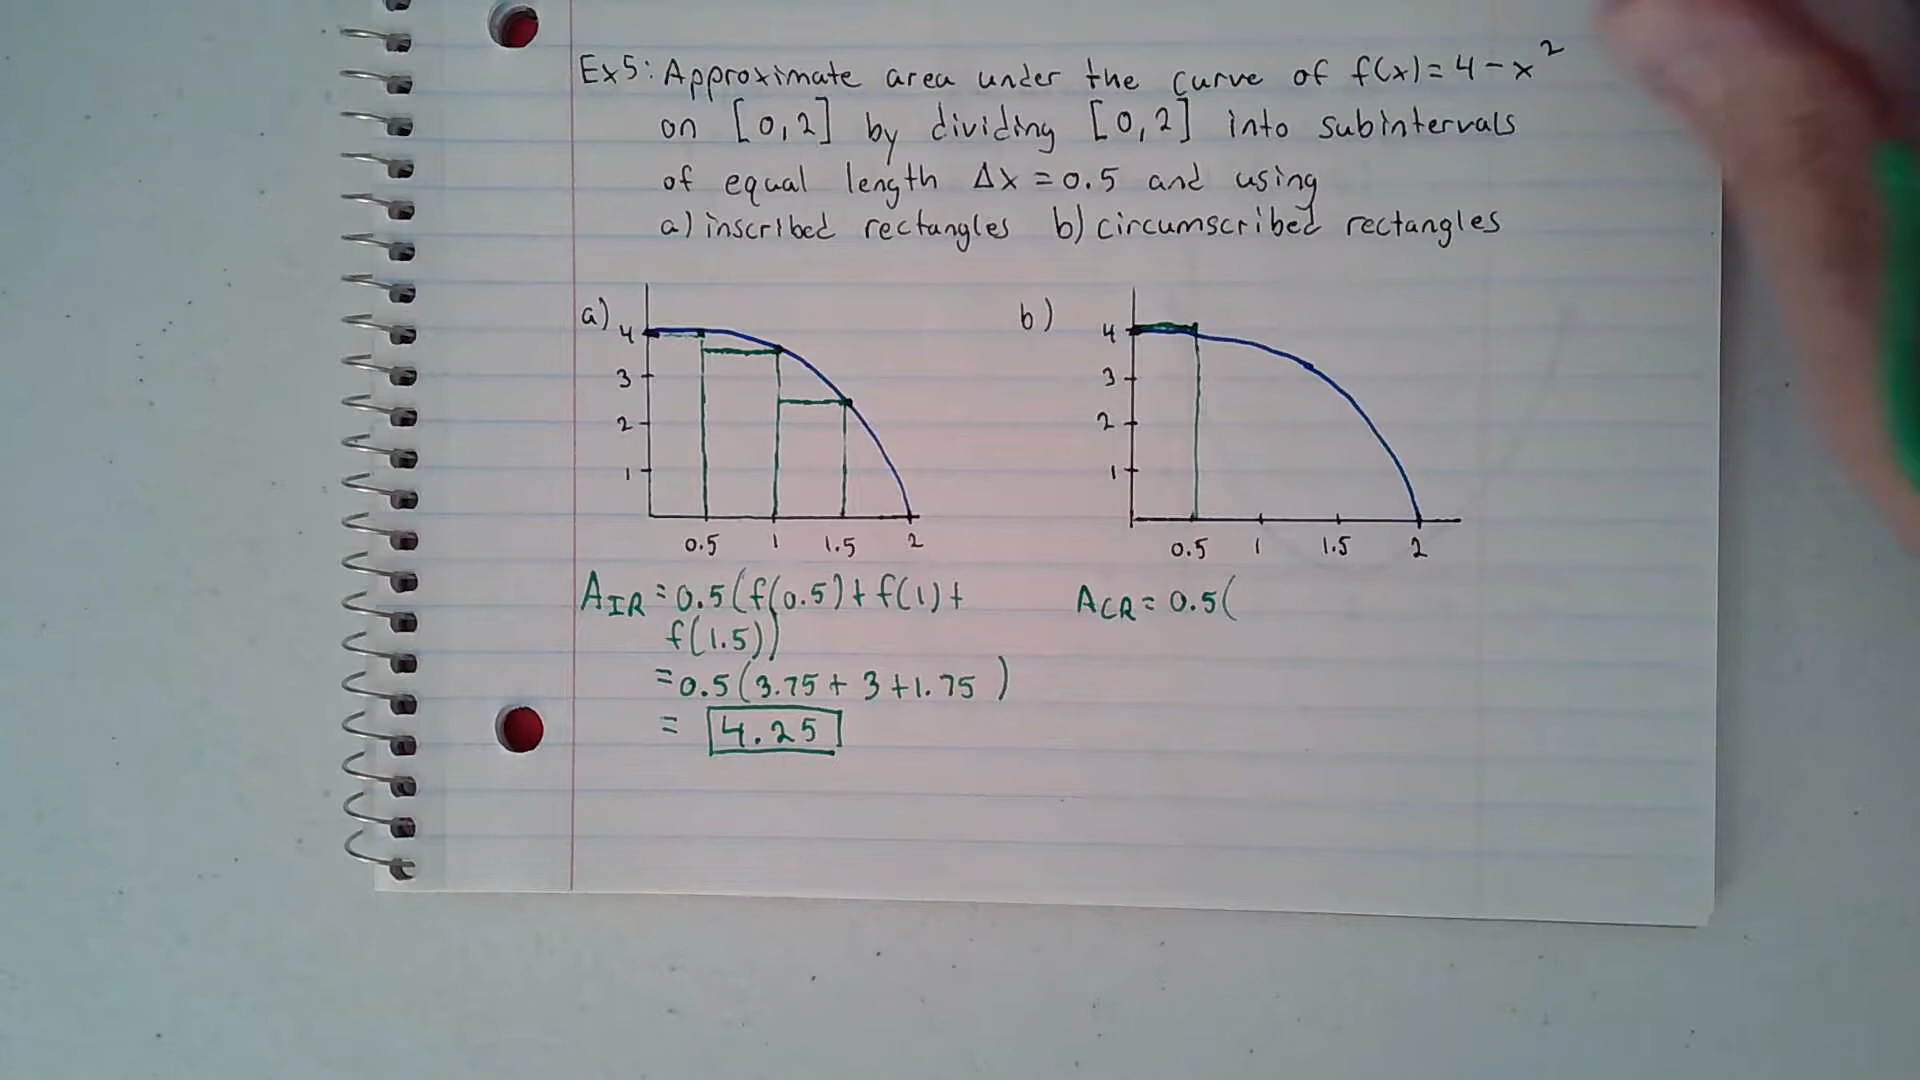 Ex5: Approximate area under the curve of f(x)=4-x²
on [0,2] by dividing [0,2] into subintervals
of equal length Δx=0.5 and using
a) inscribed rectangles b) circumscribed rectangles
a)
4
3
2
1
0.5 1 1.5 2
A_IR = 0.5(f(0.5)+f(1)+
f(1.5))
=0.5(3.75+3+1.75)
= 4.25
b)
4
3
2
1
0.5 1 1.5 2
A_CR = 0.5(